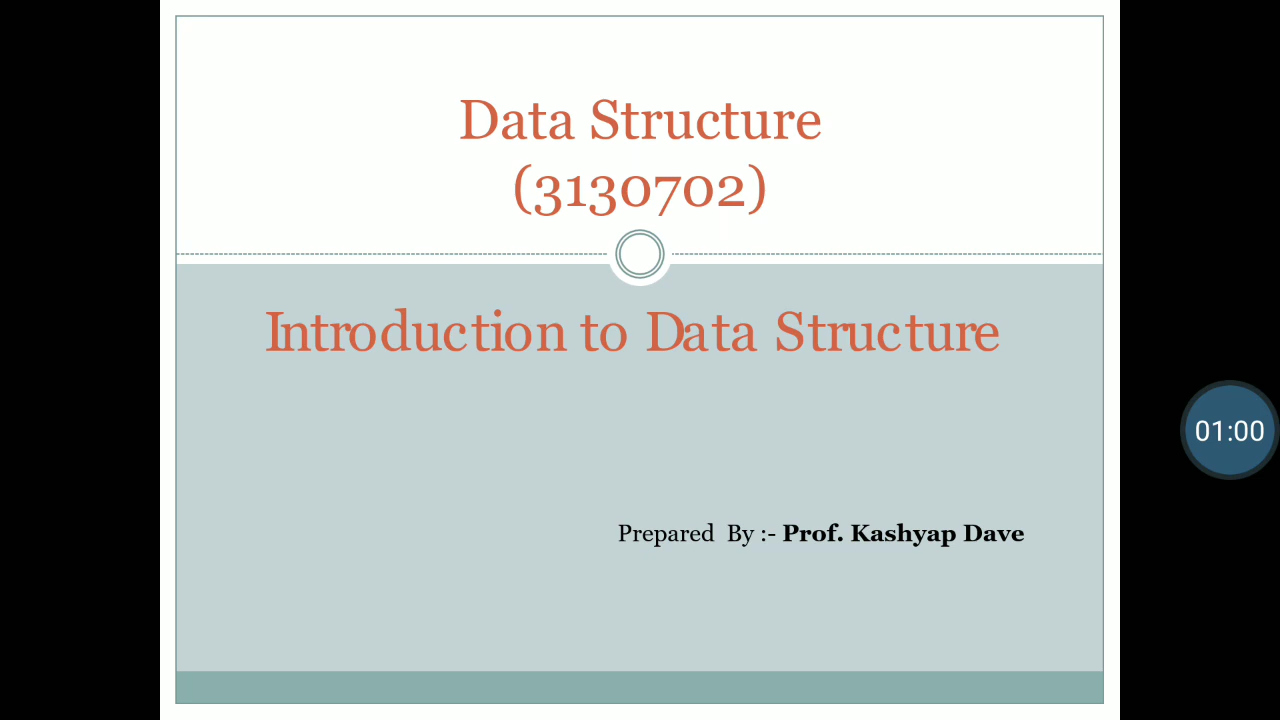 Data Structure
(3130702)
Introduction to Data Structure
01:00
Prepared By :- Prof. Kashyap Dave